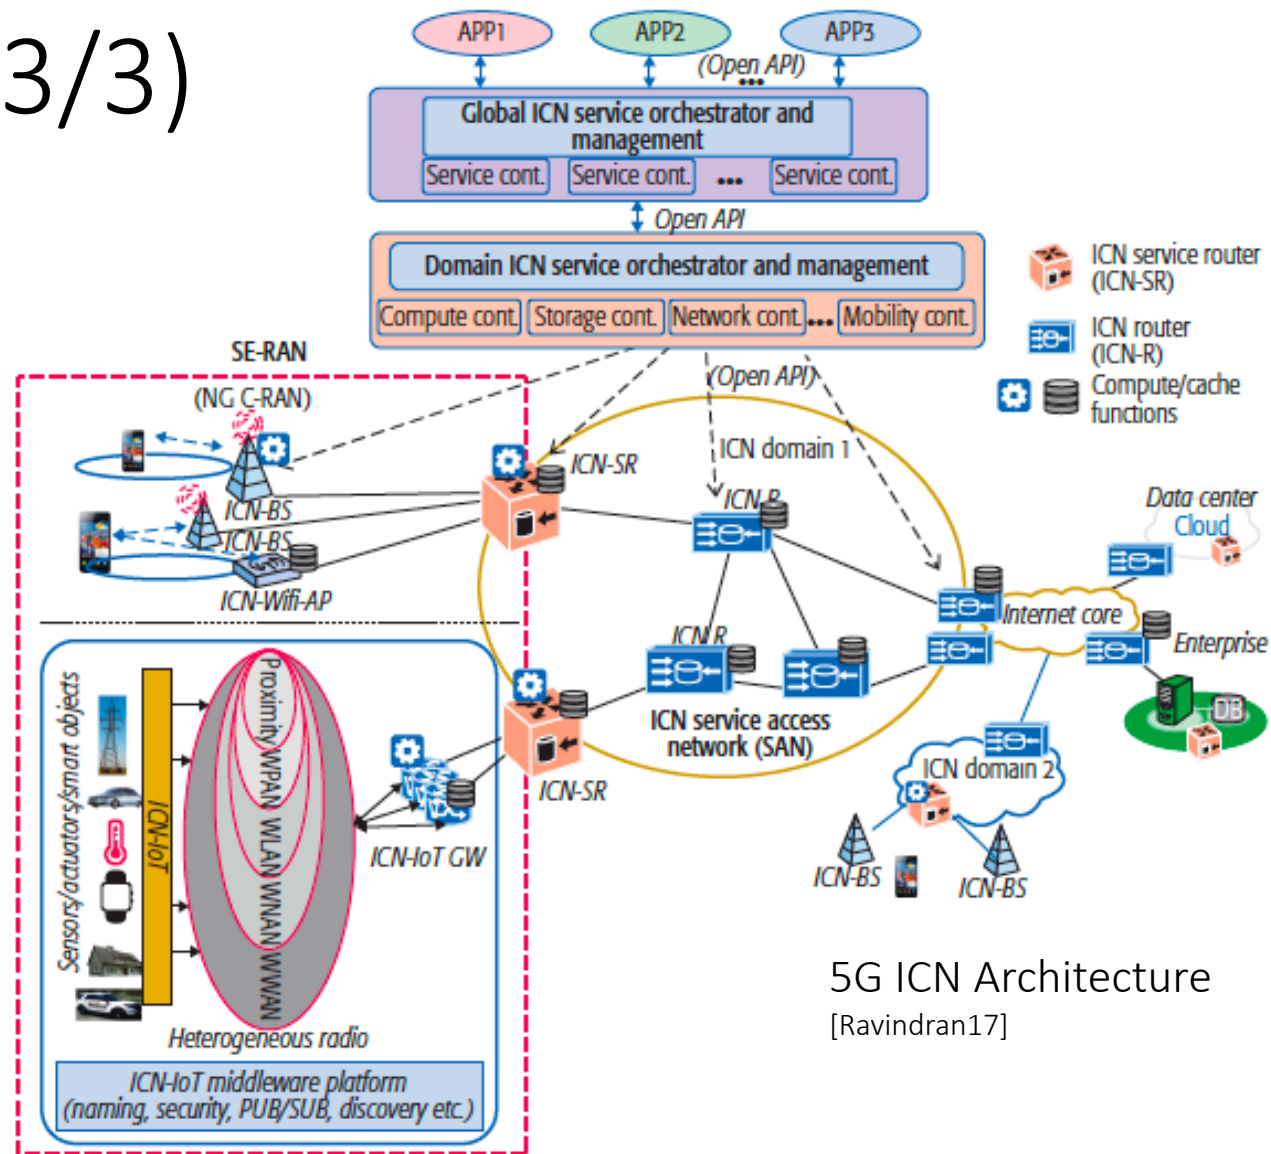 3/3)
APP1
APP2
APP3
(Open API)
...
Global ICN service orchestrator and
management
Service cont.
Service cont.
...
Service cont.
Open API
Domain ICN service orchestrator and management
Compute cont.
Storage cont.
Network cont.
...
Mobility cont.
ICN service router
(ICN-SR)
ICN router
(ICN-R)
Compute/cache
functions
SE-RAN
(NG C-RAN)
(Open API)
ICN domain 1
ICN-SR
ICN-R
ICN-BS
ICN-BS
ICN-Wifi-AP
Data center
Cloud
Internet core
Enterprise
DB
ICN-R
ICN service access
network (SAN)
ICN-SR
ICN domain 2
ICN-BS
ICN-BS
Sensors/actuators/smart objects
ICN-IoT
Proximity WPAN WLAN WNAN WWAN
ICN-IoT GW
Heterogeneous radio
ICN-IoT middleware platform
(naming, security, PUB/SUB, discovery etc.)
5G ICN Architecture
[Ravindran17]